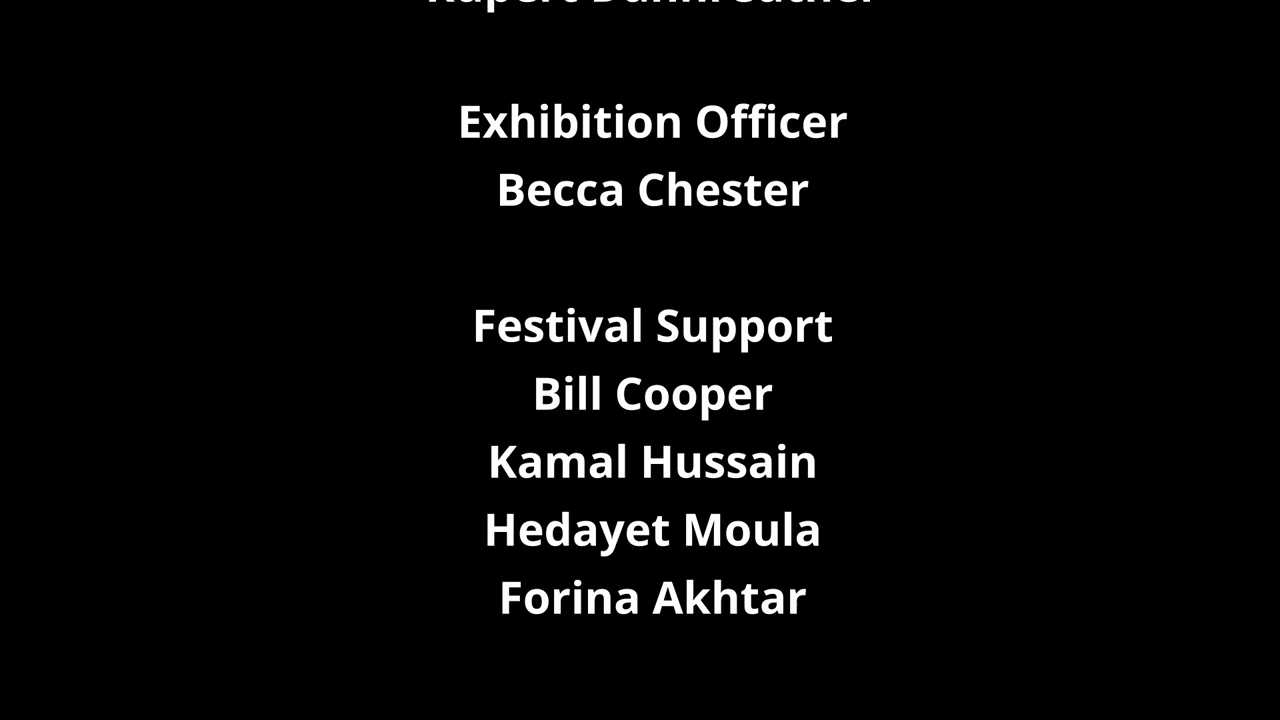 Exhibition Officer
Becca Chester
Festival Support
Bill Cooper
Kamal Hussain
Hedayet Moula
Forina Akhtar